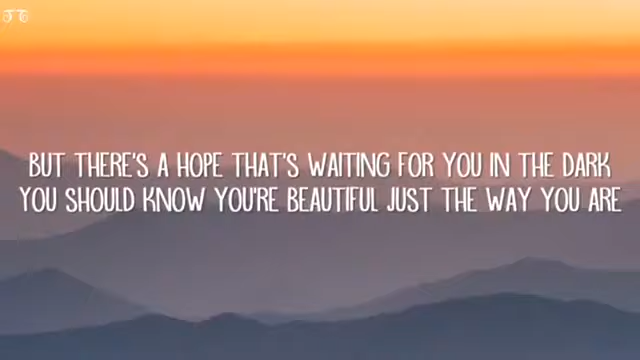 BUT THERE'S A HOPE THAT'S WAITING FOR YOU IN THE DARK
YOU SHOULD KNOW YOU'RE BEAUTIFUL JUST THE WAY YOU ARE